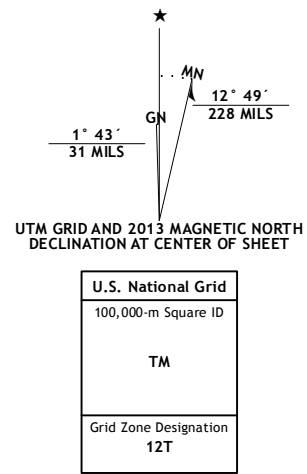 ★
MN
GN
12° 49´
228 MILS
1° 43´
31 MILS
UTM GRID AND 2013 MAGNETIC NORTH
DECLINATION AT CENTER OF SHEET
U.S. National Grid
100,000-m Square ID
TM
Grid Zone Designation
12T